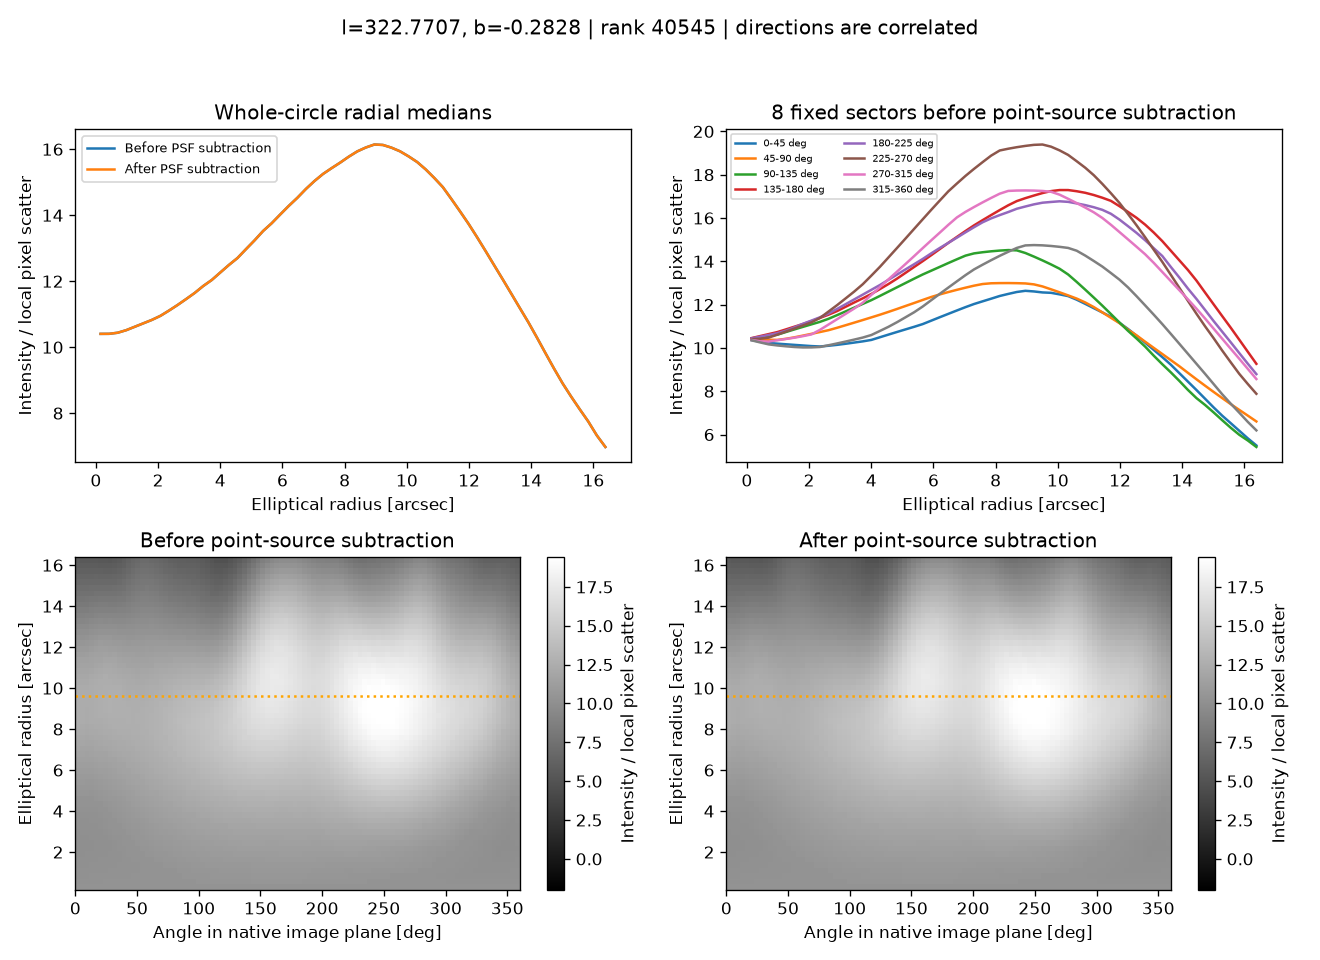 l=322.7707, b=-0.2828 | rank 40545 | directions are correlated
Whole-circle radial medians
Before PSF subtraction
After PSF subtraction
16
14
12
10
8
Intensity / local pixel scatter
0 2 4 6 8 10 12 14 16
Elliptical radius [arcsec]
8 fixed sectors before point-source subtraction
0-45 deg 180-225 deg
45-90 deg 225-270 deg
90-135 deg 270-315 deg
135-180 deg 315-360 deg
20
18
16
14
12
10
8
6
Intensity / local pixel scatter
0 2 4 6 8 10 12 14 16
Elliptical radius [arcsec]
Before point-source subtraction
16
14
12
10
8
6
4
2
Elliptical radius [arcsec]
0 50 100 150 200 250 300 350
Angle in native image plane [deg]
17.5
15.0
12.5
10.0
7.5
5.0
2.5
0.0
Intensity / local pixel scatter
After point-source subtraction
16
14
12
10
8
6
4
2
Elliptical radius [arcsec]
0 50 100 150 200 250 300 350
Angle in native image plane [deg]
17.5
15.0
12.5
10.0
7.5
5.0
2.5
0.0
Intensity / local pixel scatter